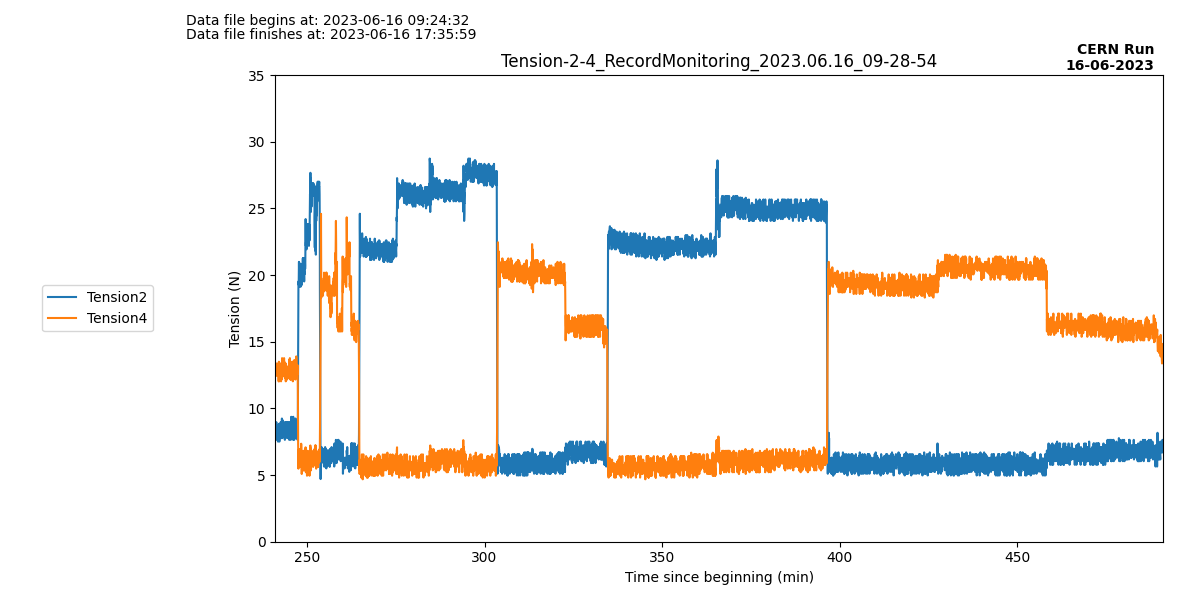 Data file begins at: 2023-06-16 09:24:32
Data file finishes at: 2023-06-16 17:35:59
CERN Run
16-06-2023
Tension-2-4_RecordMonitoring_2023.06.16_09-28-54
35
30
25
20
15
10
5
0
Tension (N)
Tension2
Tension4
250 300 350 400 450
Time since beginning (min)